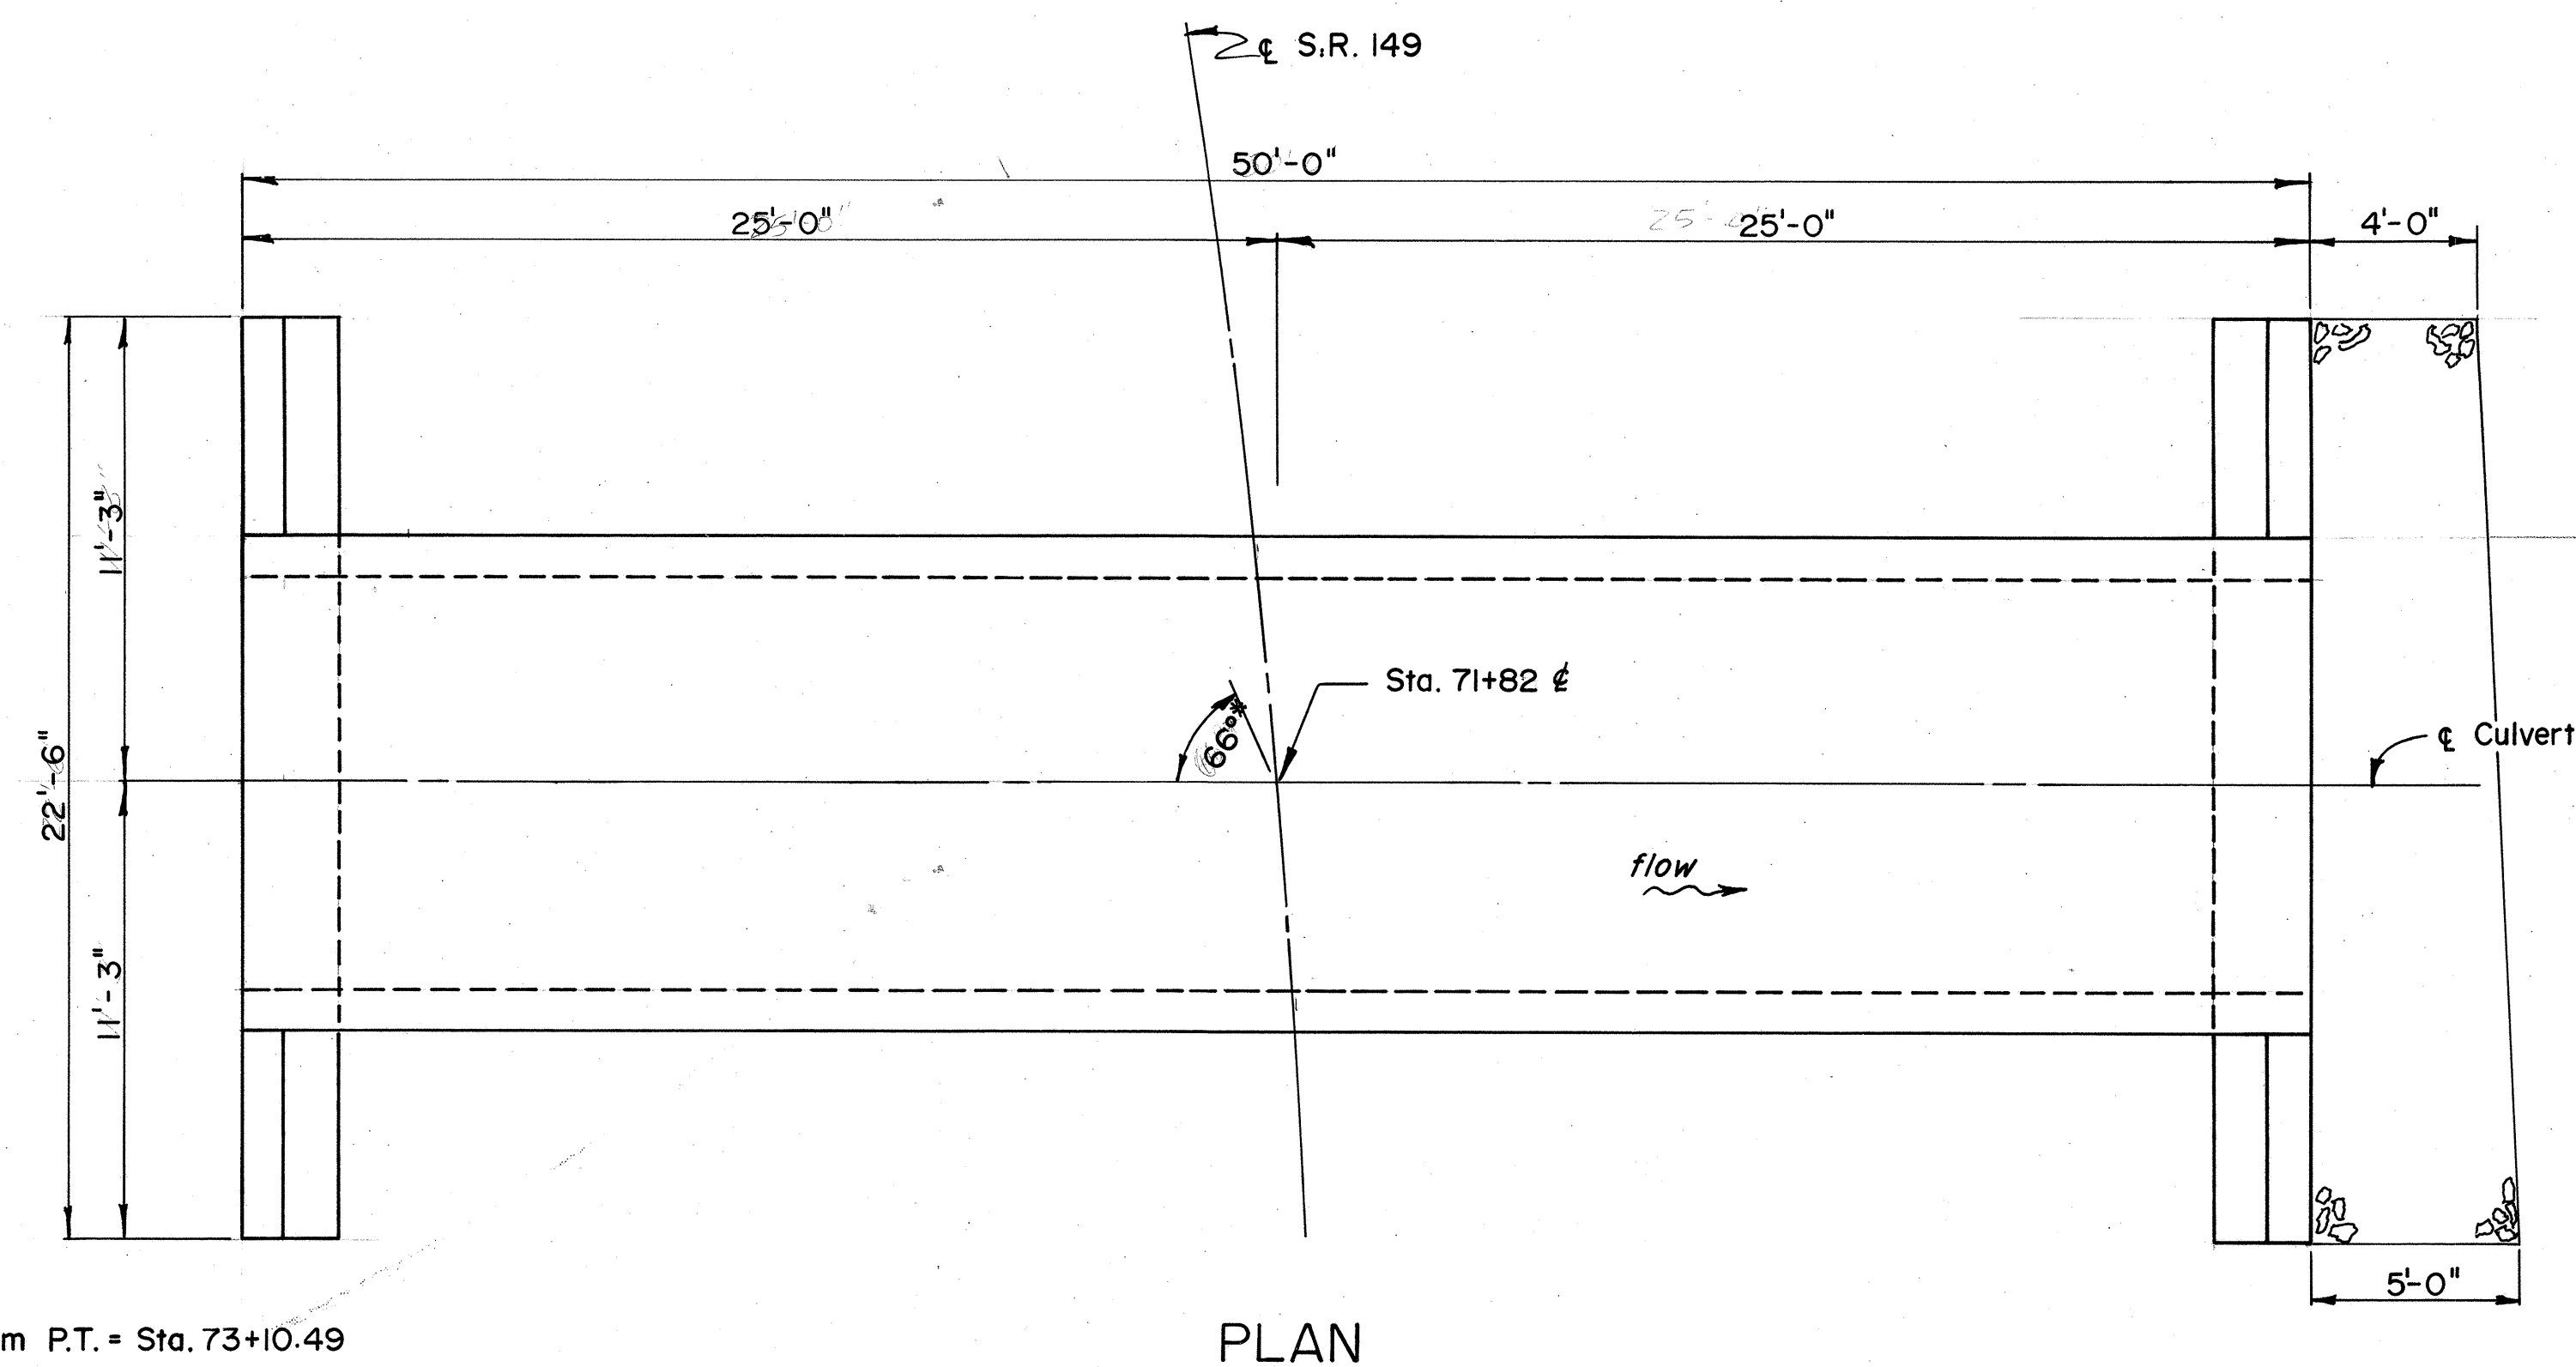 ℄ S.R. 149
50'-0"
25'-0"
25'-0"
4'-0"
11'-3"
22'-6"
11'-3"
66°*
Sta. 71+82 ℄
℄ Culvert
flow
5'-0"
m P.T. = Sta. 73+10.49
PLAN